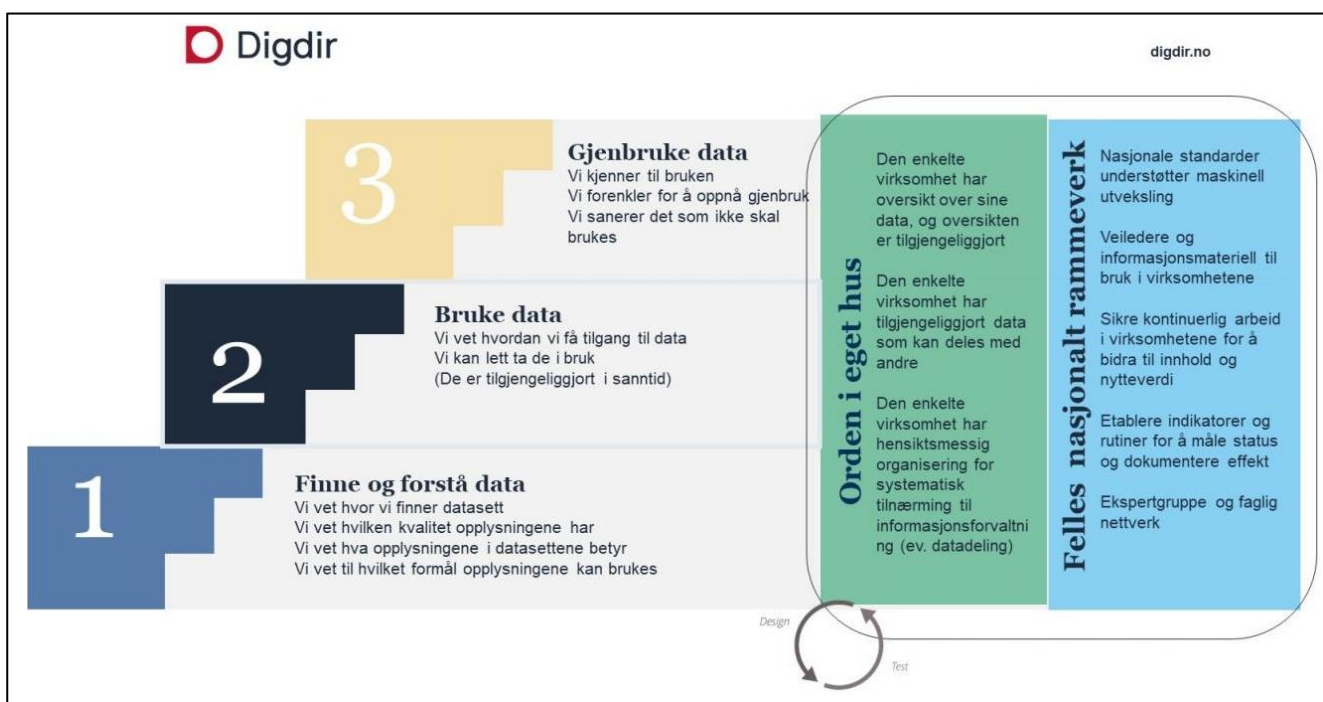 Digdir
digdir.no
3
Gjenbruke data
Vi kjenner til bruken
Vi forenkler for å oppnå gjenbruk
Vi sanerer det som ikke skal
brukes
2
Bruke data
Vi vet hvordan vi få tilgang til data
Vi kan lett ta de i bruk
(De er tilgjengeliggjort i sanntid)
1
Finne og forstå data
Vi vet hvor vi finner datasett
Vi vet hvilken kvalitet opplysningene har
Vi vet hva opplysningene i datasettene betyr
Vi vet til hvilket formål opplysningene kan brukes
Orden i eget hus
Den enkelte
virksomhet har
oversikt over sine
data, og oversikten
er tilgjengeliggjort
Den enkelte
virksomhet har
tilgjengeliggjort data
som kan deles med
andre
Den enkelte
virksomhet har
hensiktsmessig
organisering for
systematisk
tilnærming til
informasjonsforvaltni
ng (ev. datadeling)
Felles nasjonalt rammeverk
Nasjonale standarder
understøtter maskinell
utveksling
Veiledere og
informasjonsmateriell til
bruk i virksomhetene
Sikre kontinuerlig arbeid
i virksomhetene for å
bidra til innhold og
nytteverdi
Etablere indikatorer og
rutiner for å måle status
og dokumentere effekt
Ekspertgruppe og faglig
nettverk
Design
Test